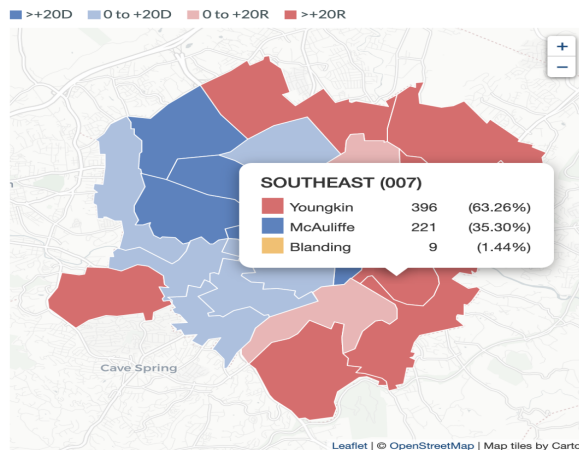 >+20D 0 to +20D 0 to +20R >+20R
+
−
SOUTHEAST (007)
Youngkin 396 (63.26%)
McAuliffe 221 (35.30%)
Blanding 9 (1.44%)
Cave Spring
Leaflet | © OpenStreetMap | Map tiles by Carto